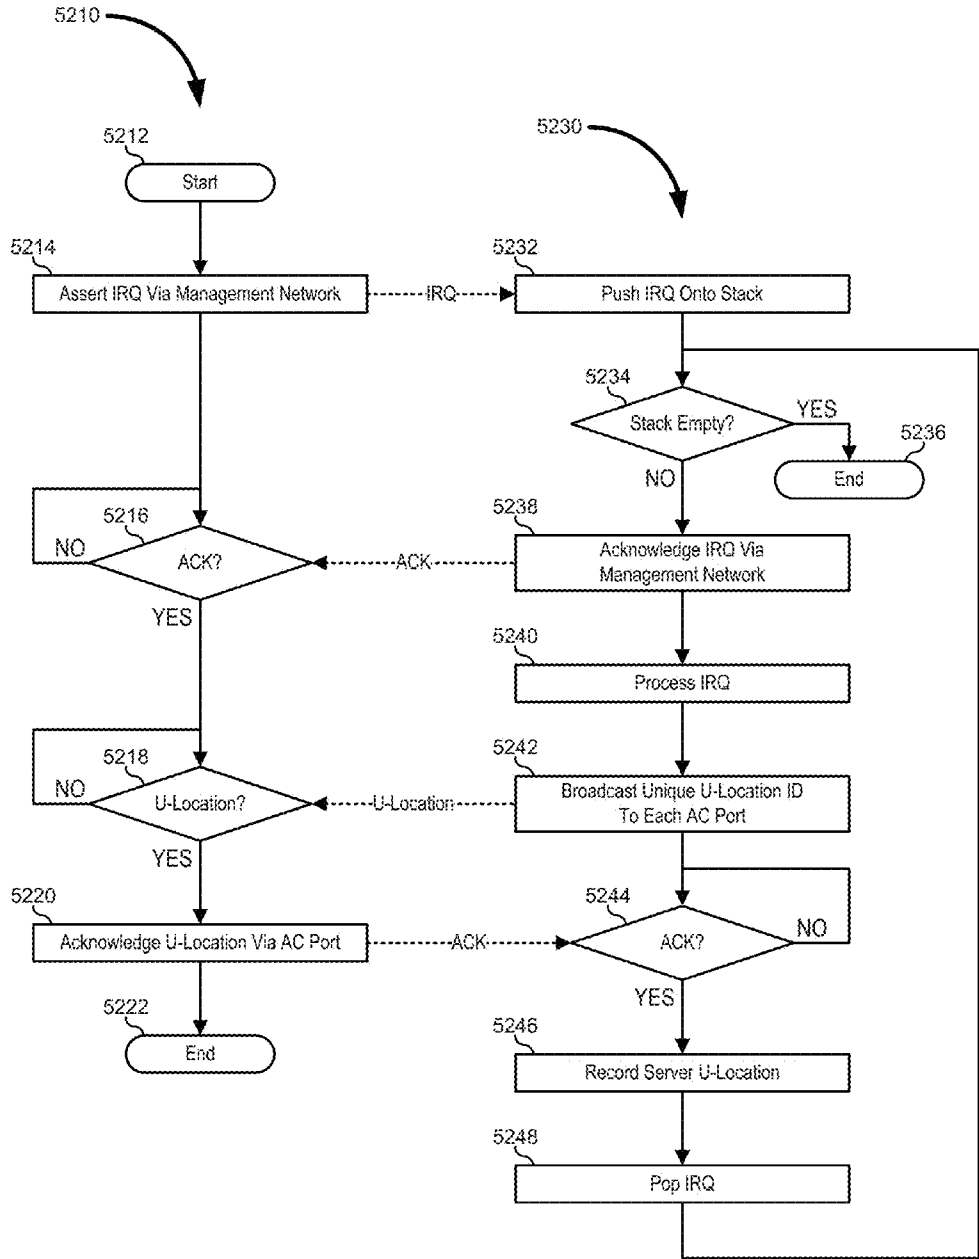 5210
5212
Start
5214
Assert IRQ Via Management Network
IRQ
5216
ACK?
NO
YES
5218
U-Location?
NO
YES
5220
Acknowledge U-Location Via AC Port
ACK
5222
End
5230
5232
Push IRQ Onto Stack
5234
Stack Empty?
YES
5236
End
NO
5238
Acknowledge IRQ Via
Management Network
ACK
5240
Process IRQ
5242
Broadcast Unique U-Location ID
To Each AC Port
U-Location
5244
ACK?
NO
YES
5246
Record Server U-Location
5248
Pop IRQ